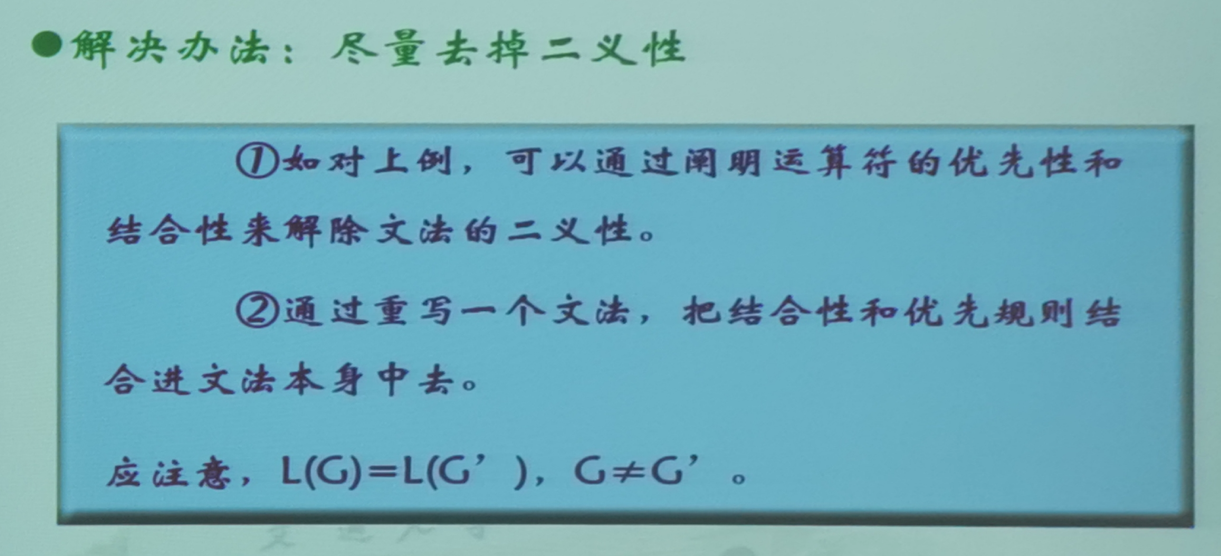 ●解决办法：尽量去掉二义性
①如对上例，可以通过阐明运算符的优先性和
结合性来解除文法的二义性。
②通过重写一个文法，把结合性和优先规则结
合进文法本身中去。
应注意，L(G)=L(G’)，G≠G’。